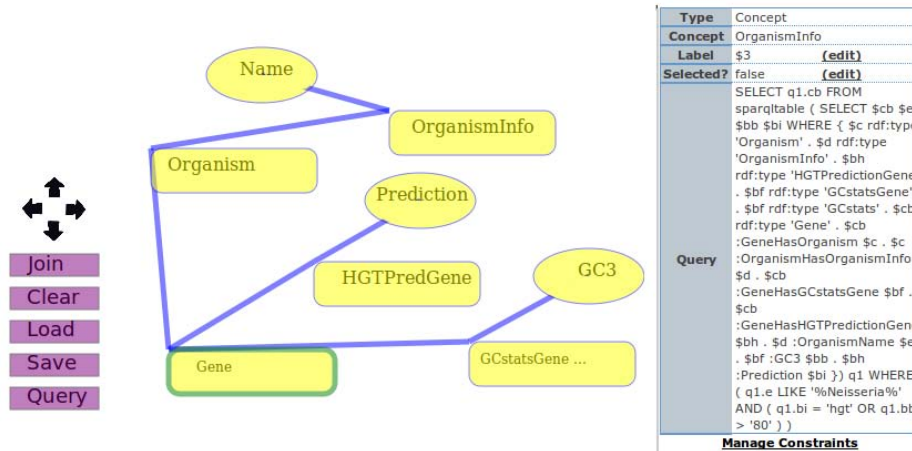 Name
OrganismInfo
Organism
Prediction
HGTPredGene
GC3
Gene
GCstatsGene ...
Join
Clear
Load
Save
Query
Type Concept
Concept OrganismInfo
Label $3 (edit)
Selected? false (edit)
Query
SELECT q1.cb FROM
sparqltable ( SELECT $cb $e
$bb $bi WHERE { $c rdf:type
'Organism' . $d rdf:type
'OrganismInfo' . $bh
rdf:type 'HGTPredictionGene
. $bf rdf:type 'GCstatsGene'
. $bf rdf:type 'GCstats' . $cb
rdf:type 'Gene' . $cb
:GeneHasOrganism $c . $c
:OrganismHasOrganismInfo
$d . $cb
:GeneHasGCstatsGene $bf .
$cb
:GeneHasHGTPredictionGene
$bh . $d :OrganismName $e
. $bf :GC3 $bb . $bh
:Prediction $bi }) q1 WHERE
( q1.e LIKE '%Neisseria%'
AND ( q1.bi = 'hgt' OR q1.bb
> '80' ) )
Manage Constraints